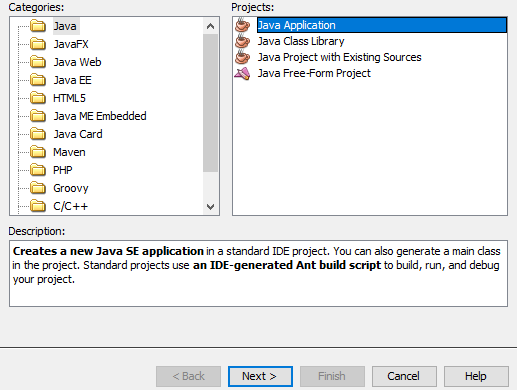 Categories:
Projects:
Java
JavaFX
Java Web
Java EE
HTML5
Java ME Embedded
Java Card
Maven
PHP
Groovy
C/C++
Java Application
Java Class Library
Java Project with Existing Sources
Java Free-Form Project
Description:
Creates a new Java SE application in a standard IDE project. You can also generate a main class
in the project. Standard projects use an IDE-generated Ant build script to build, run, and debug
your project.
< Back
Next >
Finish
Cancel
Help